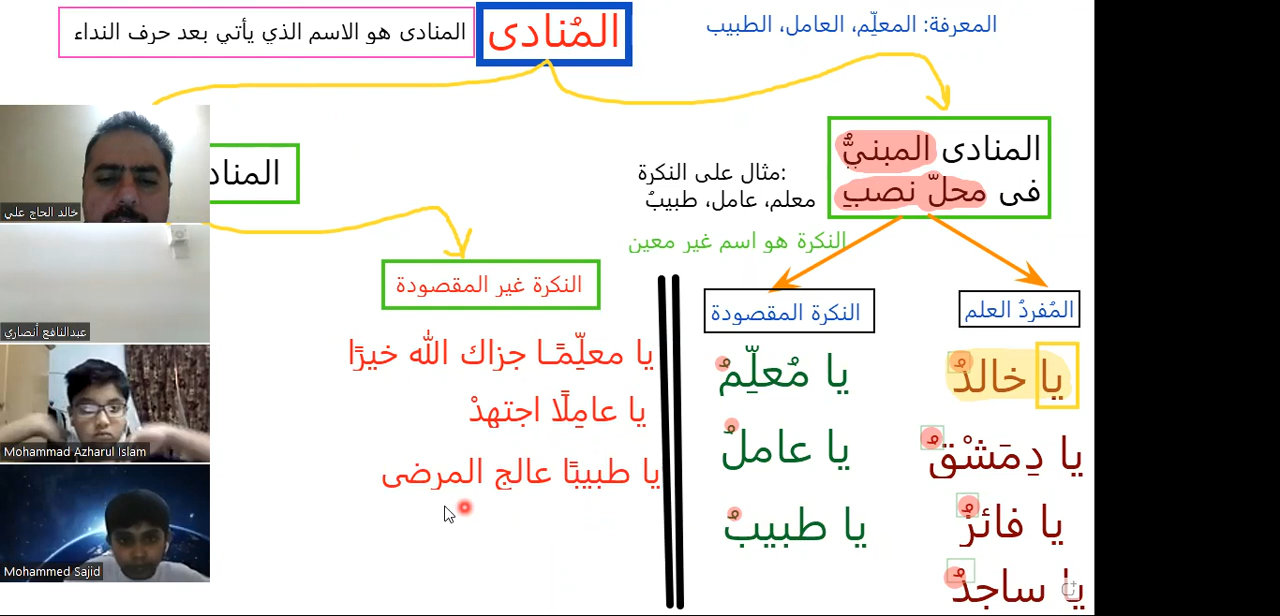 المعرفة: المعلِّم، العامل، الطبيب
المُنادى
المنادى هو الاسم الذي يأتي بعد حرف النداء
المنادى المبنيُّ
فى محلّ نصبِ
مثال على النكرة:
معلم، عامل، طبيبُ
النكرة هو اسم غير معين
المُفردُ العلم
يا خالدُ
يا دِمَشْقُ
يا فائزُ
يا ساجدُ
النكرة المقصودة
يا مُعلِّمُ
يا عاملُ
يا طبيبُ
النكرة غير المقصودة
يا معلِّمًـا جزاك الله خيرًا
يا عامِلًا اجتهدْ
يا طبيبًا عالج المرضى
خالد الحاج علي
عبدالنافع أنصاري
Mohammad Azharul Islam
Mohammed Sajid